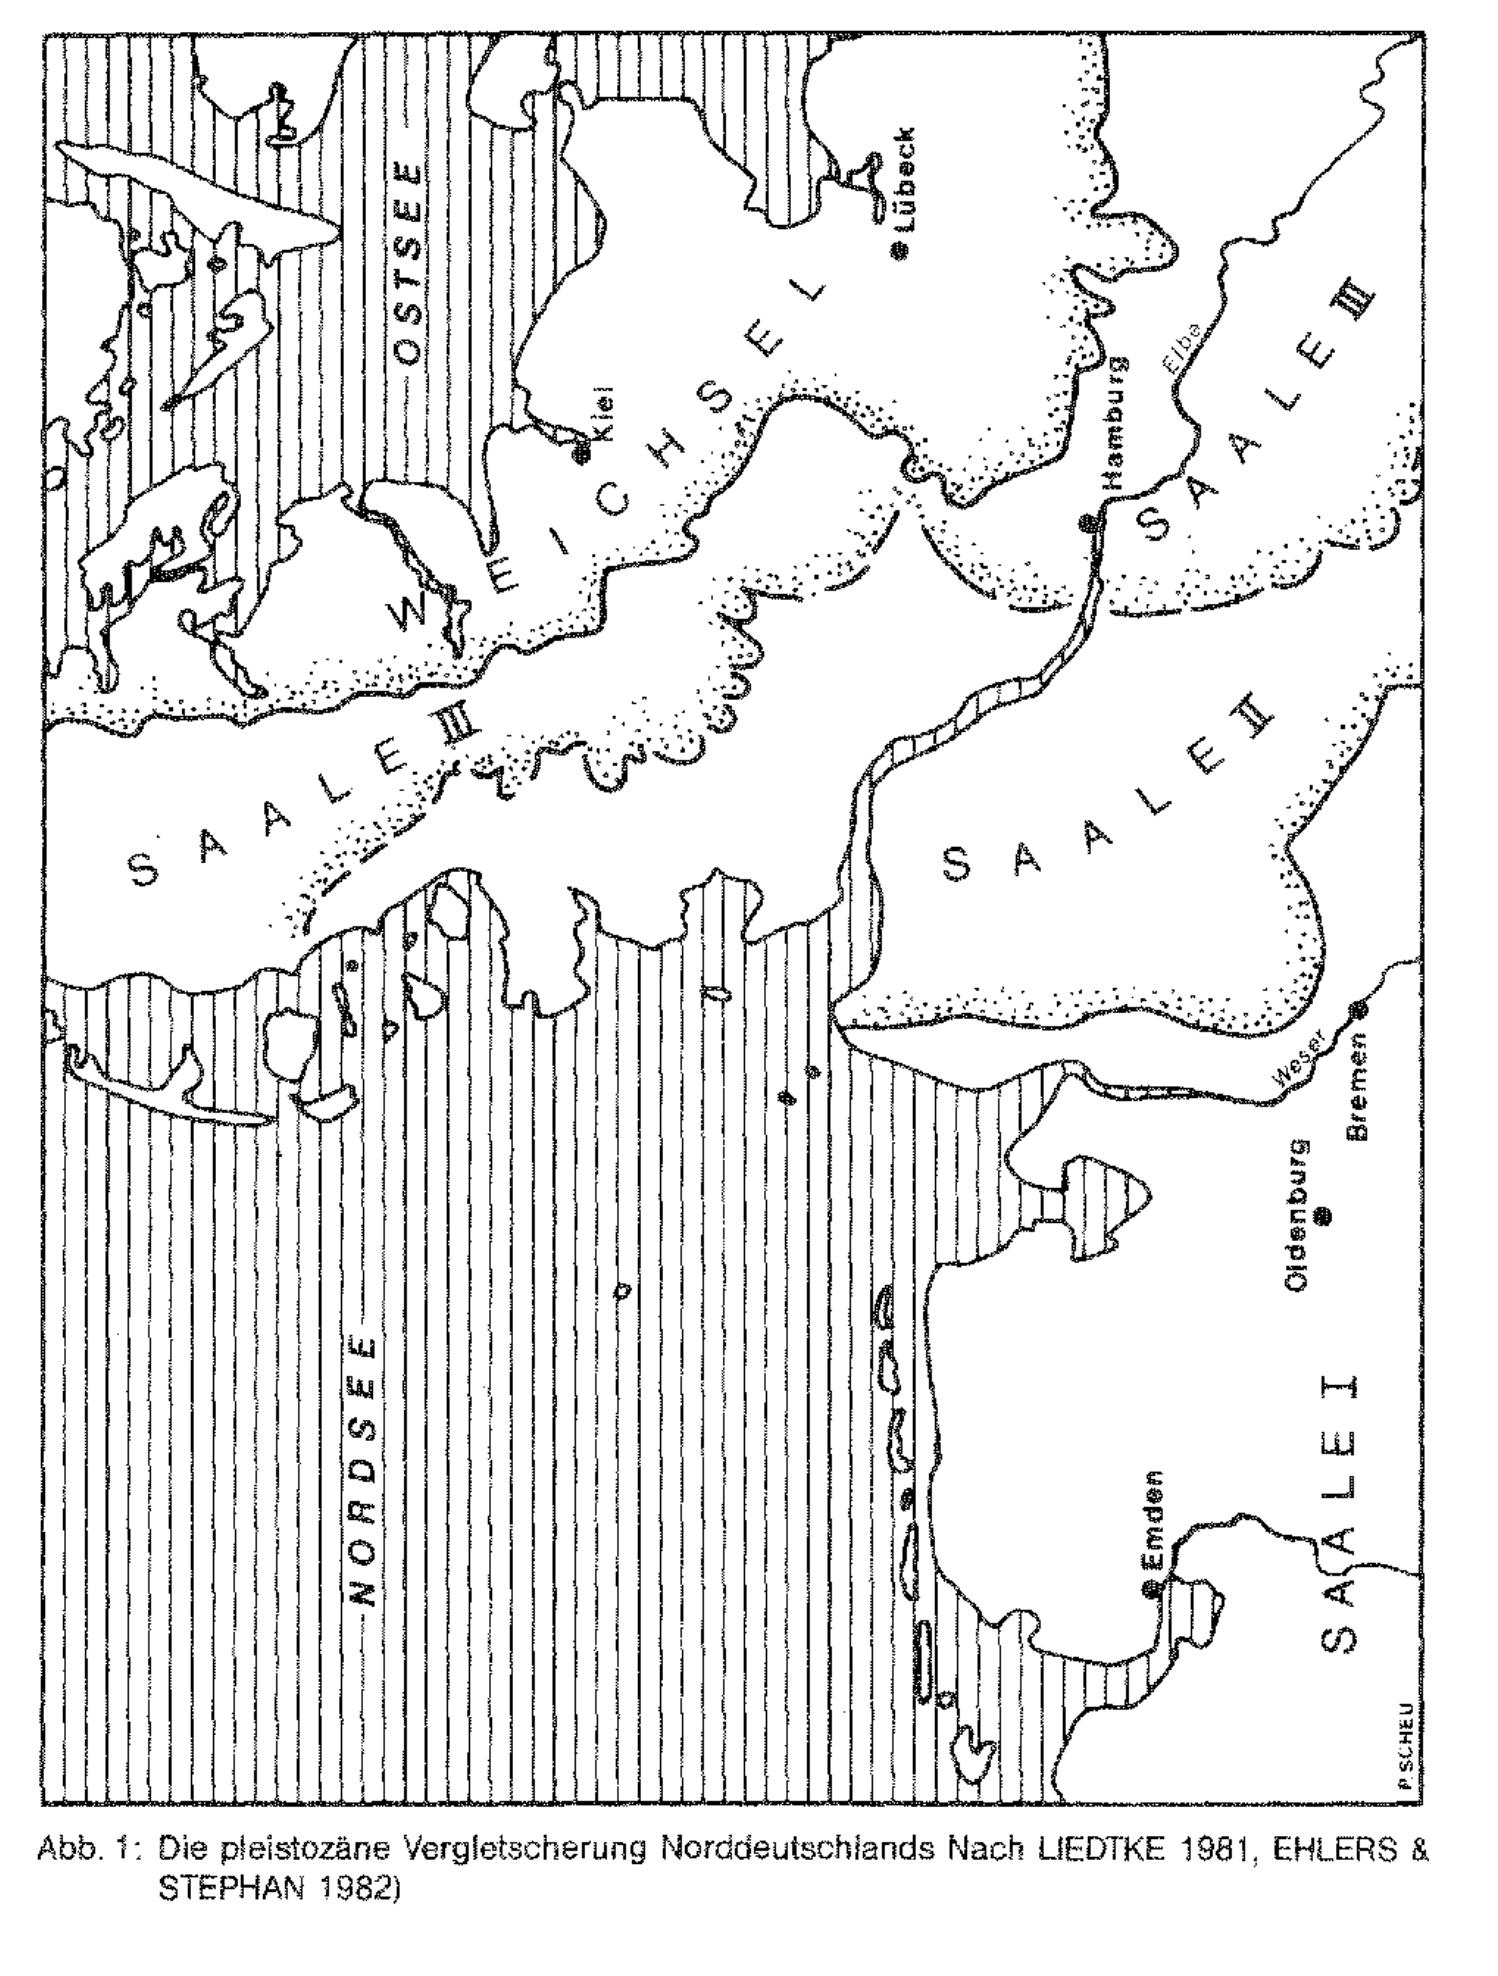 Abb. 1: Die pleistozäne Vergletscherung Norddeutschlands Nach LIEDTKE 1981, EHLERS &
STEPHAN 1982)
SAALE III
NORDSEE
OSTSEE
WEICHSEL
Kiel
Lübeck
SAALE II
Hamburg
Elbe
SAALE III
Emden
Weser
Oldenburg
Bremen
SAALE I
P. SCHEU